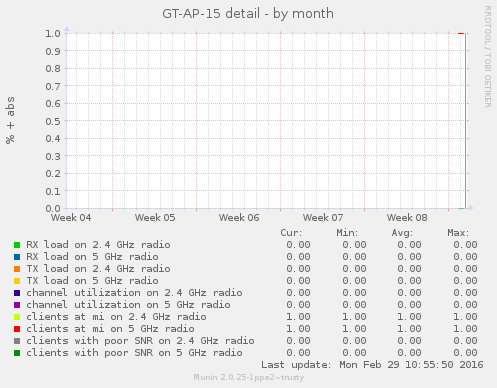 GT-AP-15 detail - by month
RRDTOOL / TOBI OETIKER
% + abs
1.0
0.9
0.8
0.7
0.6
0.5
0.4
0.3
0.2
0.1
0.0
Week 04 Week 05 Week 06 Week 07 Week 08
Cur: Min: Avg: Max:
RX load on 2.4 GHz radio 0.00 0.00 0.00 0.00
RX load on 5 GHz radio 0.00 0.00 0.00 0.00
TX load on 2.4 GHz radio 0.00 0.00 0.00 0.00
TX load on 5 GHz radio 0.00 0.00 0.00 0.00
channel utilization on 2.4 GHz radio 0.00 0.00 0.00 0.00
channel utilization on 5 GHz radio 0.00 0.00 0.00 0.00
clients at mi on 2.4 GHz radio 1.00 1.00 1.00 1.00
clients at mi on 5 GHz radio 1.00 1.00 1.00 1.00
clients with poor SNR on 2.4 GHz radio 0.00 0.00 0.00 0.00
clients with poor SNR on 5 GHz radio 0.00 0.00 0.00 0.00
Last update: Mon Feb 29 10:55:50 2016
Munin 2.0.25-1ppa2~trusty